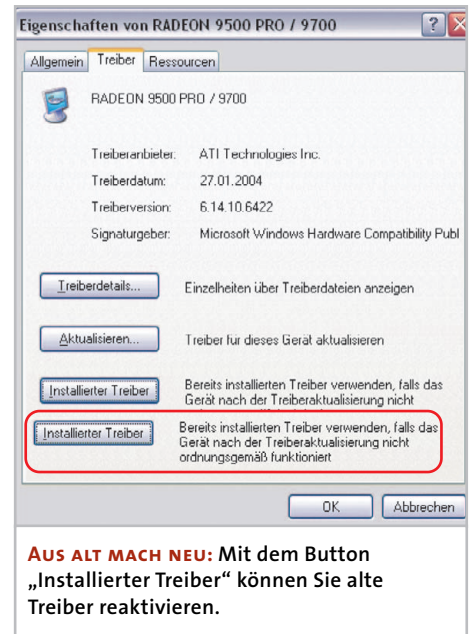 Eigenschaften von RADEON 9500 PRO / 9700
Allgemein Treiber Ressourcen
RADEON 9500 PRO / 9700
Treiberanbieter: ATI Technologies Inc.
Treiberdatum: 27.01.2004
Treiberversion: 6.14.10.6422
Signaturgeber: Microsoft Windows Hardware Compatibility Publ
Treiberdetails... Einzelheiten über Treiberdateien anzeigen
Aktualisieren... Treiber für dieses Gerät aktualisieren
Installierter Treiber Bereits installierten Treiber verwenden, falls das
Gerät nach der Treiberaktualisierung nicht
Installierter Treiber Bereits installierten Treiber verwenden, falls das
Gerät nach der Treiberaktualisierung nicht
ordnungsgemäß funktioniert
OK Abbrechen
AUS ALT MACH NEU: Mit dem Button
„Installierter Treiber“ können Sie alte
Treiber reaktivieren.